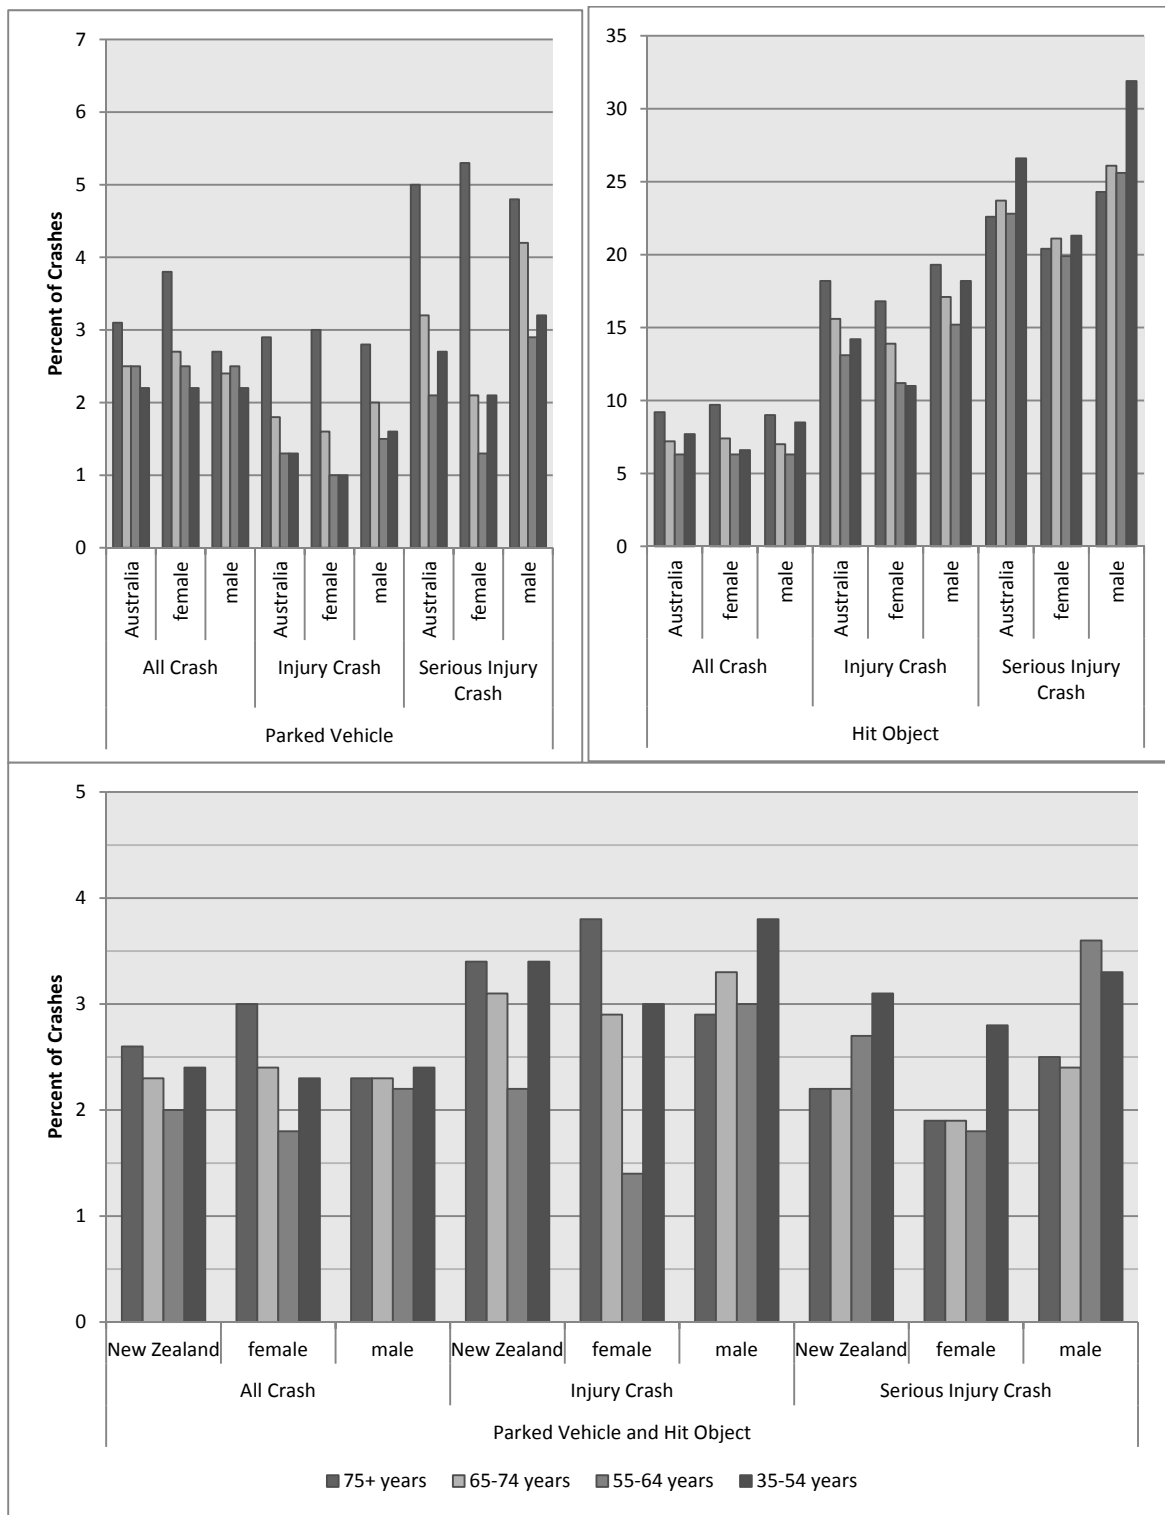 7
6
5
4
3
2
1
0
Percent of Crashes
Australia
female
male
Australia
female
male
Australia
female
male
All Crash
Injury Crash
Serious Injury
Crash
Parked Vehicle
35
30
25
20
15
10
5
0
Australia
female
male
Australia
female
male
Australia
female
male
All Crash
Injury Crash
Serious Injury
Crash
Hit Object
5
4
3
2
1
0
Percent of Crashes
New Zealand female male New Zealand female male New Zealand female male
All Crash Injury Crash Serious Injury Crash
Parked Vehicle and Hit Object
75+ years 65-74 years 55-64 years 35-54 years